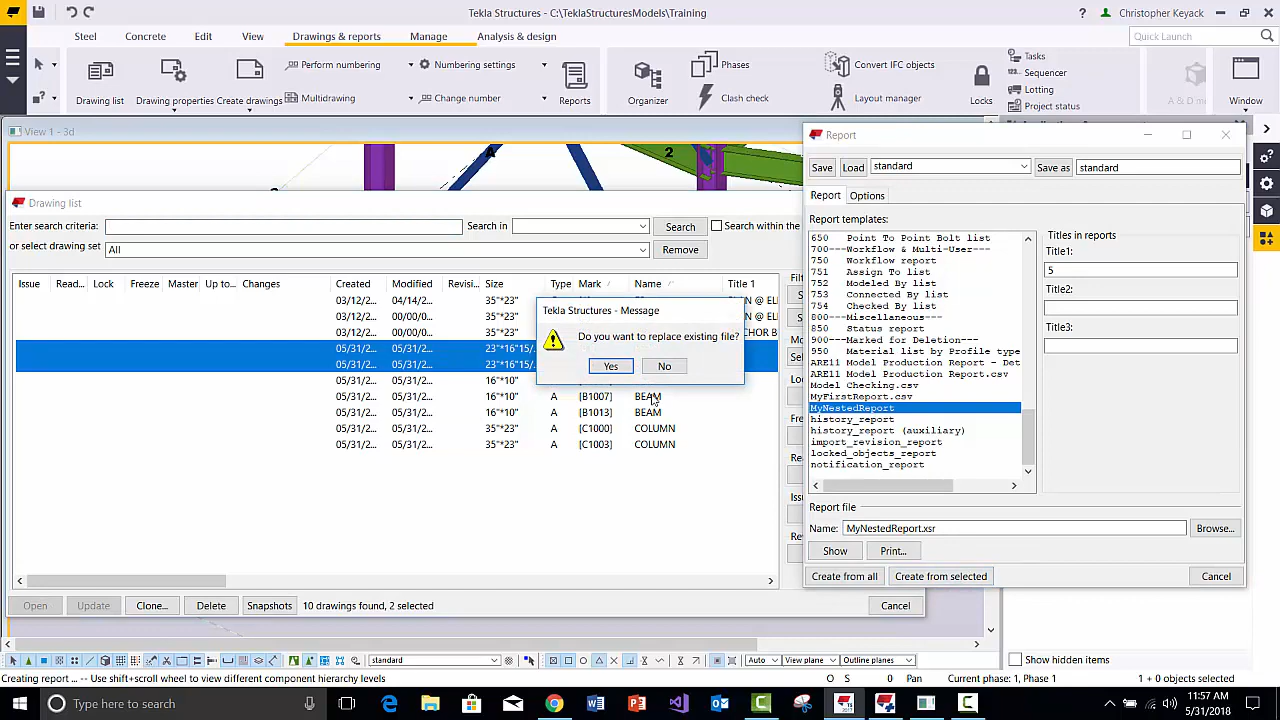 Tekla Structures - C:\TeklaStructuresModels\Training
? Christopher Keyack
Steel Concrete Edit View Drawings & reports Manage Analysis & design
Quick Launch
Drawing list
Drawing properties
Create drawings
Perform numbering
Multidrawing
Numbering settings
Change number
Reports
Organizer
Phases
Clash check
Convert IFC objects
Layout manager
Locks
Tasks
Sequencer
Lotting
Project status
A & D m
Window
View 1 - 3d
A
2
Drawing list
Enter search criteria: Search in Search Search within the
or select drawing set All Remove
Issue Read... Lock Freeze Master Up to... Changes Created Modified Revisi... Size Type Mark Name Title 1
03/12/2... 04/14/2... 35"*23"
03/12/2... 00/00/0... 35"*23"
03/12/2... 00/00/0... 35"*23"
05/31/2... 05/31/2... 23"*16"15/...
05/31/2... 05/31/2... 23"*16"15/...
05/31/2... 05/31/2... 16"*10"
05/31/2... 05/31/2... 16"*10" A [B1007] BEAM
05/31/2... 05/31/2... 16"*10" A [B1013] BEAM
05/31/2... 05/31/2... 35"*23" A [C1000] COLUMN
05/31/2... 05/31/2... 35"*23" A [C1003] COLUMN
Tekla Structures - Message
Do you want to replace existing file?
Yes No
Open Update Clone... Delete Snapshots 10 drawings found, 2 selected Cancel
Report
Save Load standard Save as standard
Report Options
Report templates:
650 Point To Point Bolt list
700---Workflow & Multi-User---
750 Workflow report
751 Assign To list
752 Modeled By list
753 Connected By list
754 Checked By list
800---Miscellaneous---
850 Status report
900---Marked for Deletion---
950 Material list by Profile type
ARE11 Model Production Report - Det
ARE11 Model Production Report.csv
Model Checking.csv
MyFirstReport.csv
MyNestedReport
history_report
history_report (auxiliary)
import_revision_report
locked_objects_report
notification_report
Titles in reports
Title1:
5
Title2:
Title3:
Report file
Name: MyNestedReport.xsr Browse...
Show Print...
Create from all Create from selected Cancel
standard Auto View plane Outline planes
Show hidden items
Creating report ... -- Use shift+scroll wheel to view different component hierarchy levels
O S Pan Current phase: 1, Phase 1 1 + 0 objects selected
Type here to search
11:57 AM
5/31/2018